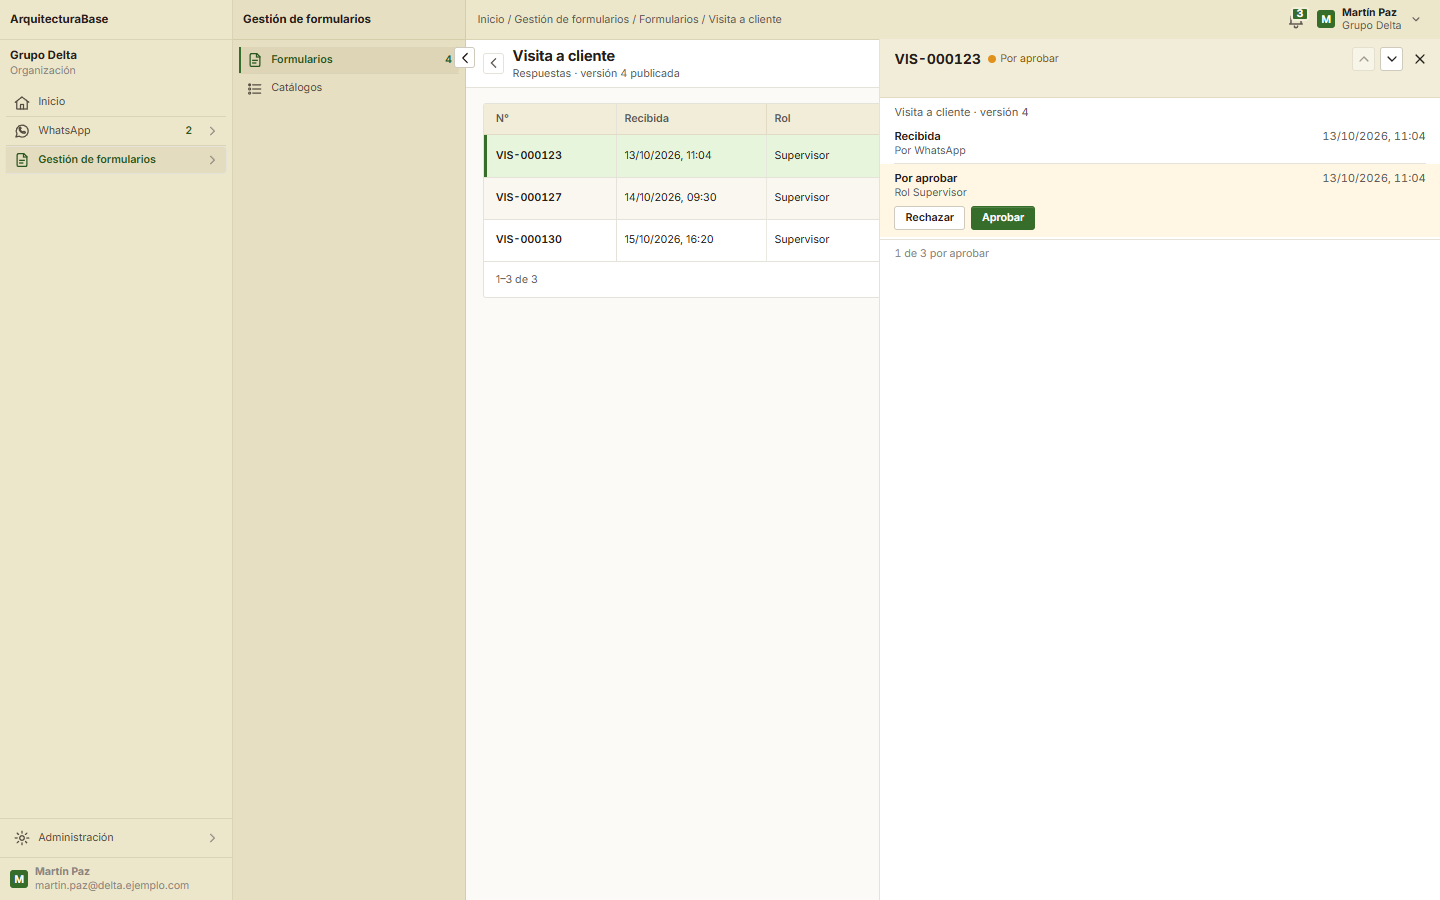 ArquitecturaBase
Grupo Delta
Organización
Inicio
WhatsApp 2
Gestión de formularios
Administración
M Martín Paz
martin.paz@delta.ejemplo.com
Gestión de formularios
Formularios 4
Catálogos
Inicio / Gestión de formularios / Formularios / Visita a cliente
3
M Martín Paz
Grupo Delta
Visita a cliente
Respuestas · versión 4 publicada
N° Recibida Rol
VIS-000123 13/10/2026, 11:04 Supervisor
VIS-000127 14/10/2026, 09:30 Supervisor
VIS-000130 15/10/2026, 16:20 Supervisor
1–3 de 3
VIS-000123 Por aprobar
Visita a cliente · versión 4
Recibida 13/10/2026, 11:04
Por WhatsApp
Por aprobar 13/10/2026, 11:04
Rol Supervisor
Rechazar Aprobar
1 de 3 por aprobar